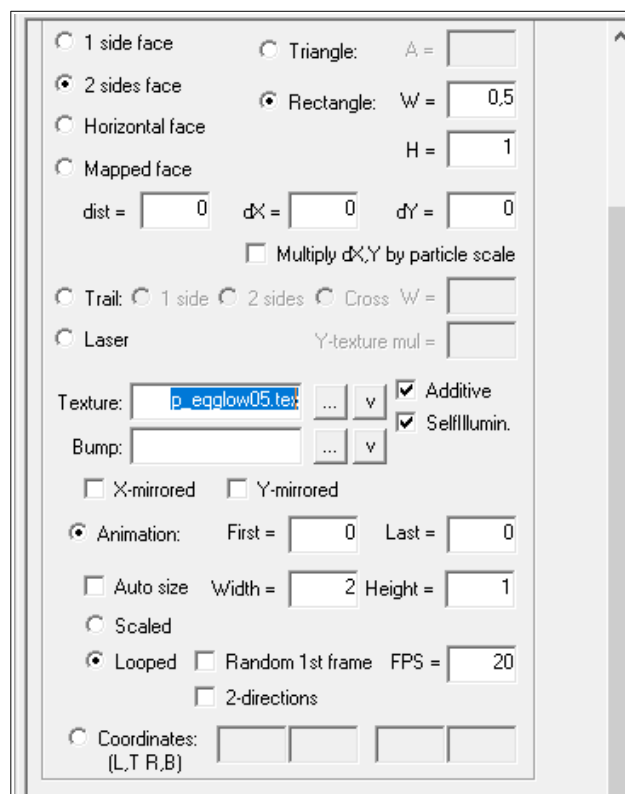 1 side face Triangle: A =
2 sides face Rectangle: W = 0,5
Horizontal face
H = 1
Mapped face
dist = 0 dX = 0 dY = 0
Multiply dX,Y by particle scale
Trail: 1 side 2 sides Cross W =
Laser Y-texture mul =
Texture: p_eqglow05.tex ... v Additive
SelfIllumin.
Bump: ... v
X-mirrored Y-mirrored
Animation: First = 0 Last = 0
Auto size Width = 2 Height = 1
Scaled
Looped Random 1st frame FPS = 20
2-directions
Coordinates:
(L,T R,B)